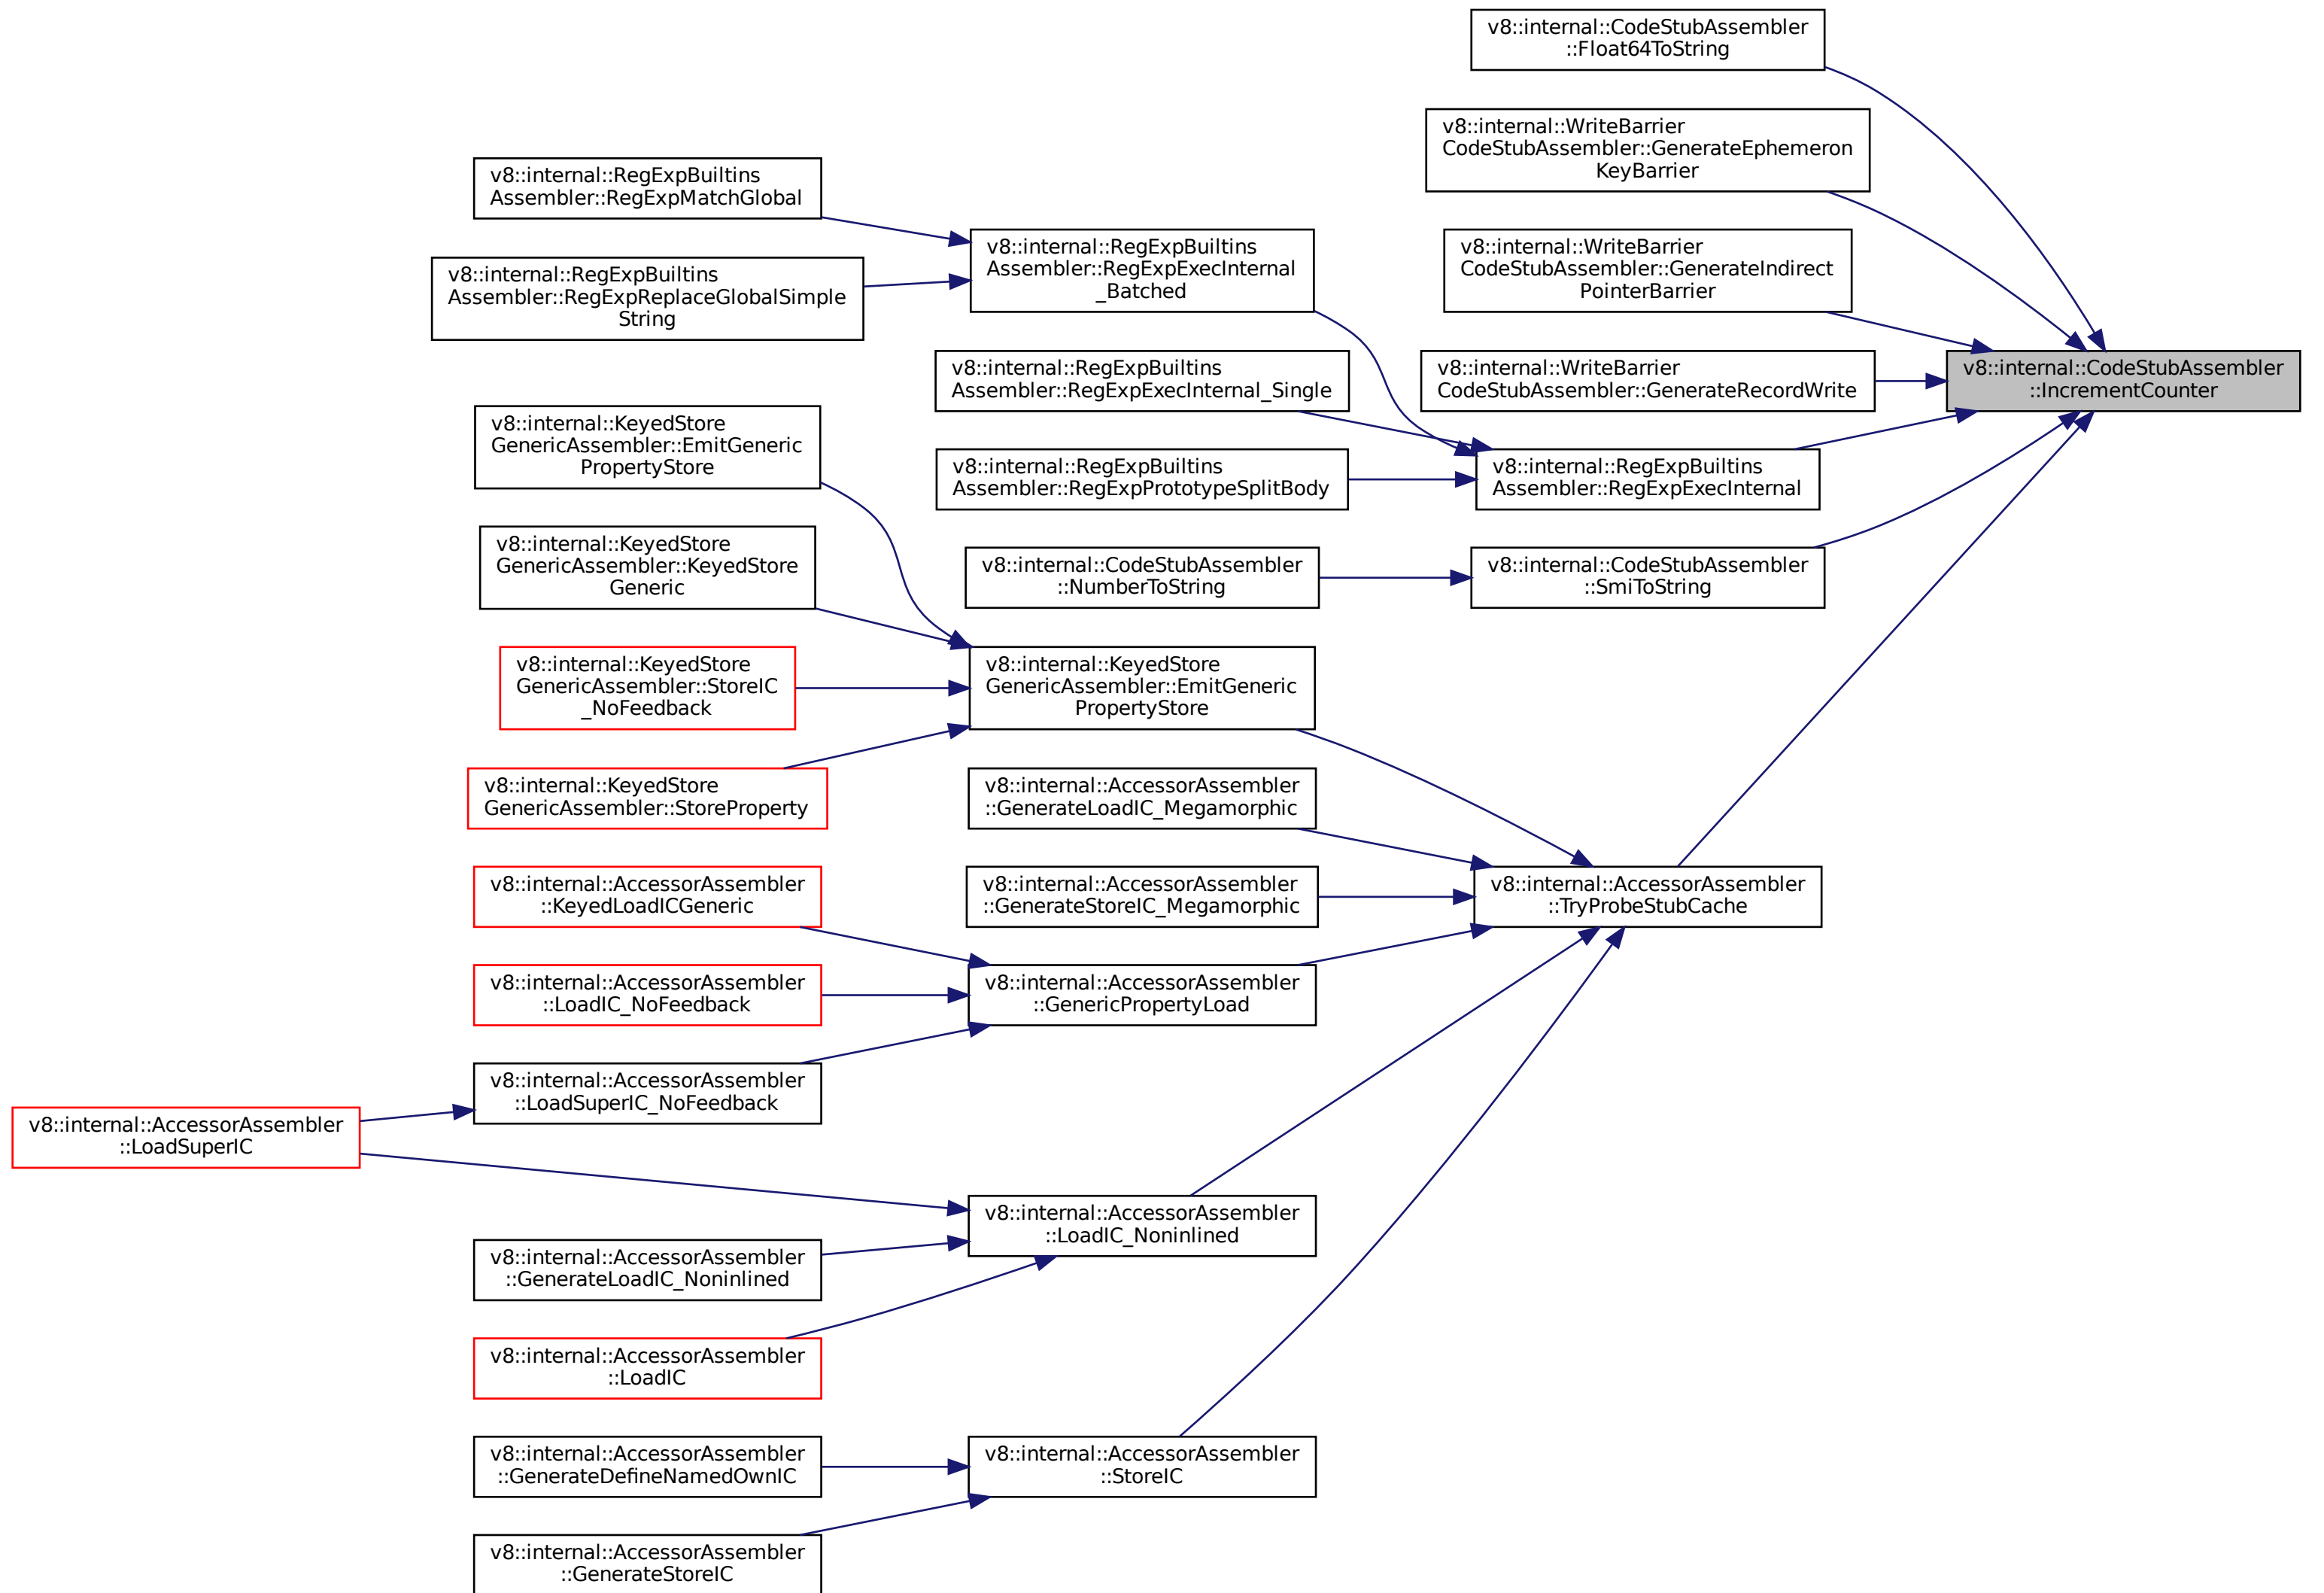 v8::internal::CodeStubAssembler
::Float64ToString
v8::internal::WriteBarrier
CodeStubAssembler::GenerateEphemeron
KeyBarrier
v8::internal::RegExpBuiltins
Assembler::RegExpMatchGlobal
v8::internal::RegExpBuiltins
Assembler::RegExpExecInternal
_Batched
v8::internal::WriteBarrier
CodeStubAssembler::GenerateIndirect
PointerBarrier
v8::internal::RegExpBuiltins
Assembler::RegExpReplaceGlobalSimple
String
v8::internal::RegExpBuiltins
Assembler::RegExpExecInternal_Single
v8::internal::WriteBarrier
CodeStubAssembler::GenerateRecordWrite
v8::internal::CodeStubAssembler
::IncrementCounter
v8::internal::KeyedStore
GenericAssembler::EmitGeneric
PropertyStore
v8::internal::RegExpBuiltins
Assembler::RegExpPrototypeSplitBody
v8::internal::RegExpBuiltins
Assembler::RegExpExecInternal
v8::internal::KeyedStore
GenericAssembler::KeyedStore
Generic
v8::internal::CodeStubAssembler
::NumberToString
v8::internal::CodeStubAssembler
::SmiToString
v8::internal::KeyedStore
GenericAssembler::StoreIC
_NoFeedback
v8::internal::KeyedStore
GenericAssembler::EmitGeneric
PropertyStore
v8::internal::KeyedStore
GenericAssembler::StoreProperty
v8::internal::AccessorAssembler
::GenerateLoadIC_Megamorphic
v8::internal::AccessorAssembler
::KeyedLoadICGeneric
v8::internal::AccessorAssembler
::GenerateStoreIC_Megamorphic
v8::internal::AccessorAssembler
::TryProbeStubCache
v8::internal::AccessorAssembler
::LoadIC_NoFeedback
v8::internal::AccessorAssembler
::GenericPropertyLoad
v8::internal::AccessorAssembler
::LoadSuperIC_NoFeedback
v8::internal::AccessorAssembler
::LoadSuperIC
v8::internal::AccessorAssembler
::LoadIC_Noninlined
v8::internal::AccessorAssembler
::GenerateLoadIC_Noninlined
v8::internal::AccessorAssembler
::LoadIC
v8::internal::AccessorAssembler
::GenerateDefineNamedOwnIC
v8::internal::AccessorAssembler
::StoreIC
v8::internal::AccessorAssembler
::GenerateStoreIC